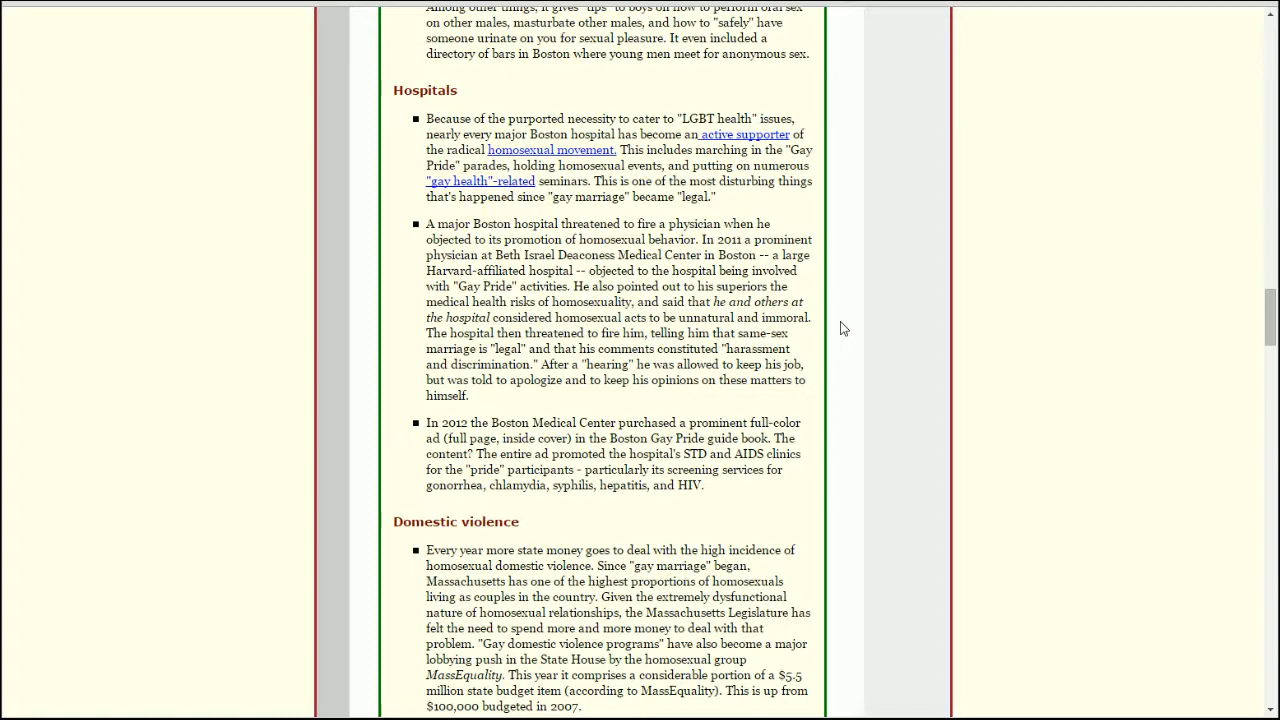 Among other things, it gives "tips" to boys on how to perform oral sex
on other males, masturbate other males, and how to "safely" have
someone urinate on you for sexual pleasure. It even included a
directory of bars in Boston where young men meet for anonymous sex.
Hospitals
Because of the purported necessity to cater to "LGBT health" issues,
nearly every major Boston hospital has become an active supporter of
the radical homosexual movement. This includes marching in the "Gay
Pride" parades, holding homosexual events, and putting on numerous
"gay health"-related seminars. This is one of the most disturbing things
that's happened since "gay marriage" became "legal."
A major Boston hospital threatened to fire a physician when he
objected to its promotion of homosexual behavior. In 2011 a prominent
physician at Beth Israel Deaconess Medical Center in Boston -- a large
Harvard-affiliated hospital -- objected to the hospital being involved
with "Gay Pride" activities. He also pointed out to his superiors the
medical health risks of homosexuality, and said that he and others at
the hospital considered homosexual acts to be unnatural and immoral.
The hospital then threatened to fire him, telling him that same-sex
marriage is "legal" and that his comments constituted "harassment
and discrimination." After a "hearing" he was allowed to keep his job,
but was told to apologize and to keep his opinions on these matters to
himself.
In 2012 the Boston Medical Center purchased a prominent full-color
ad (full page, inside cover) in the Boston Gay Pride guide book. The
content? The entire ad promoted the hospital's STD and AIDS clinics
for the "pride" participants - particularly its screening services for
gonorrhea, chlamydia, syphilis, hepatitis, and HIV.
Domestic violence
Every year more state money goes to deal with the high incidence of
homosexual domestic violence. Since "gay marriage" began,
Massachusetts has one of the highest proportions of homosexuals
living as couples in the country. Given the extremely dysfunctional
nature of homosexual relationships, the Massachusetts Legislature has
felt the need to spend more and more money to deal with that
problem. "Gay domestic violence programs" have also become a major
lobbying push in the State House by the homosexual group
MassEquality. This year it comprises a considerable portion of a $5.5
million state budget item (according to MassEquality). This is up from
$100,000 budgeted in 2007.